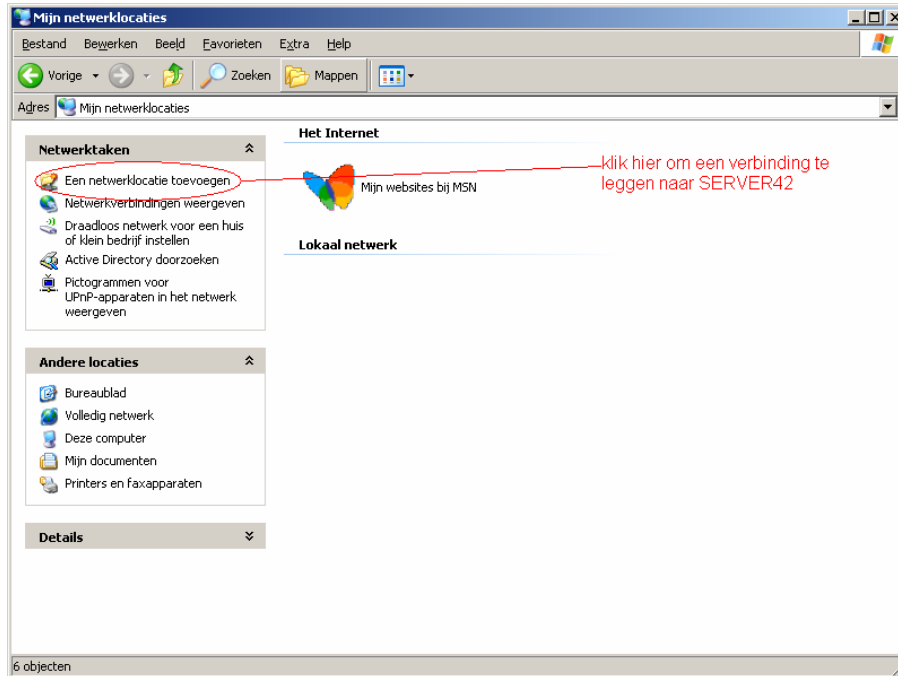 Mijn netwerklocaties
Bestand Bewerken Beeld Favorieten Extra Help
Vorige Zoeken Mappen
Adres Mijn netwerklocaties
Netwerktaken
Een netwerklocatie toevoegen
Netwerkverbindingen weergeven
Draadloos netwerk voor een huis
of klein bedrijf instellen
Active Directory doorzoeken
Pictogrammen voor
UPnP-apparaten in het netwerk
weergeven
Andere locaties
Bureaublad
Volledig netwerk
Deze computer
Mijn documenten
Printers en faxapparaten
Details
Het Internet
Mijn websites bij MSN
Lokaal netwerk
klik hier om een verbinding te
leggen naar SERVER42
6 objecten